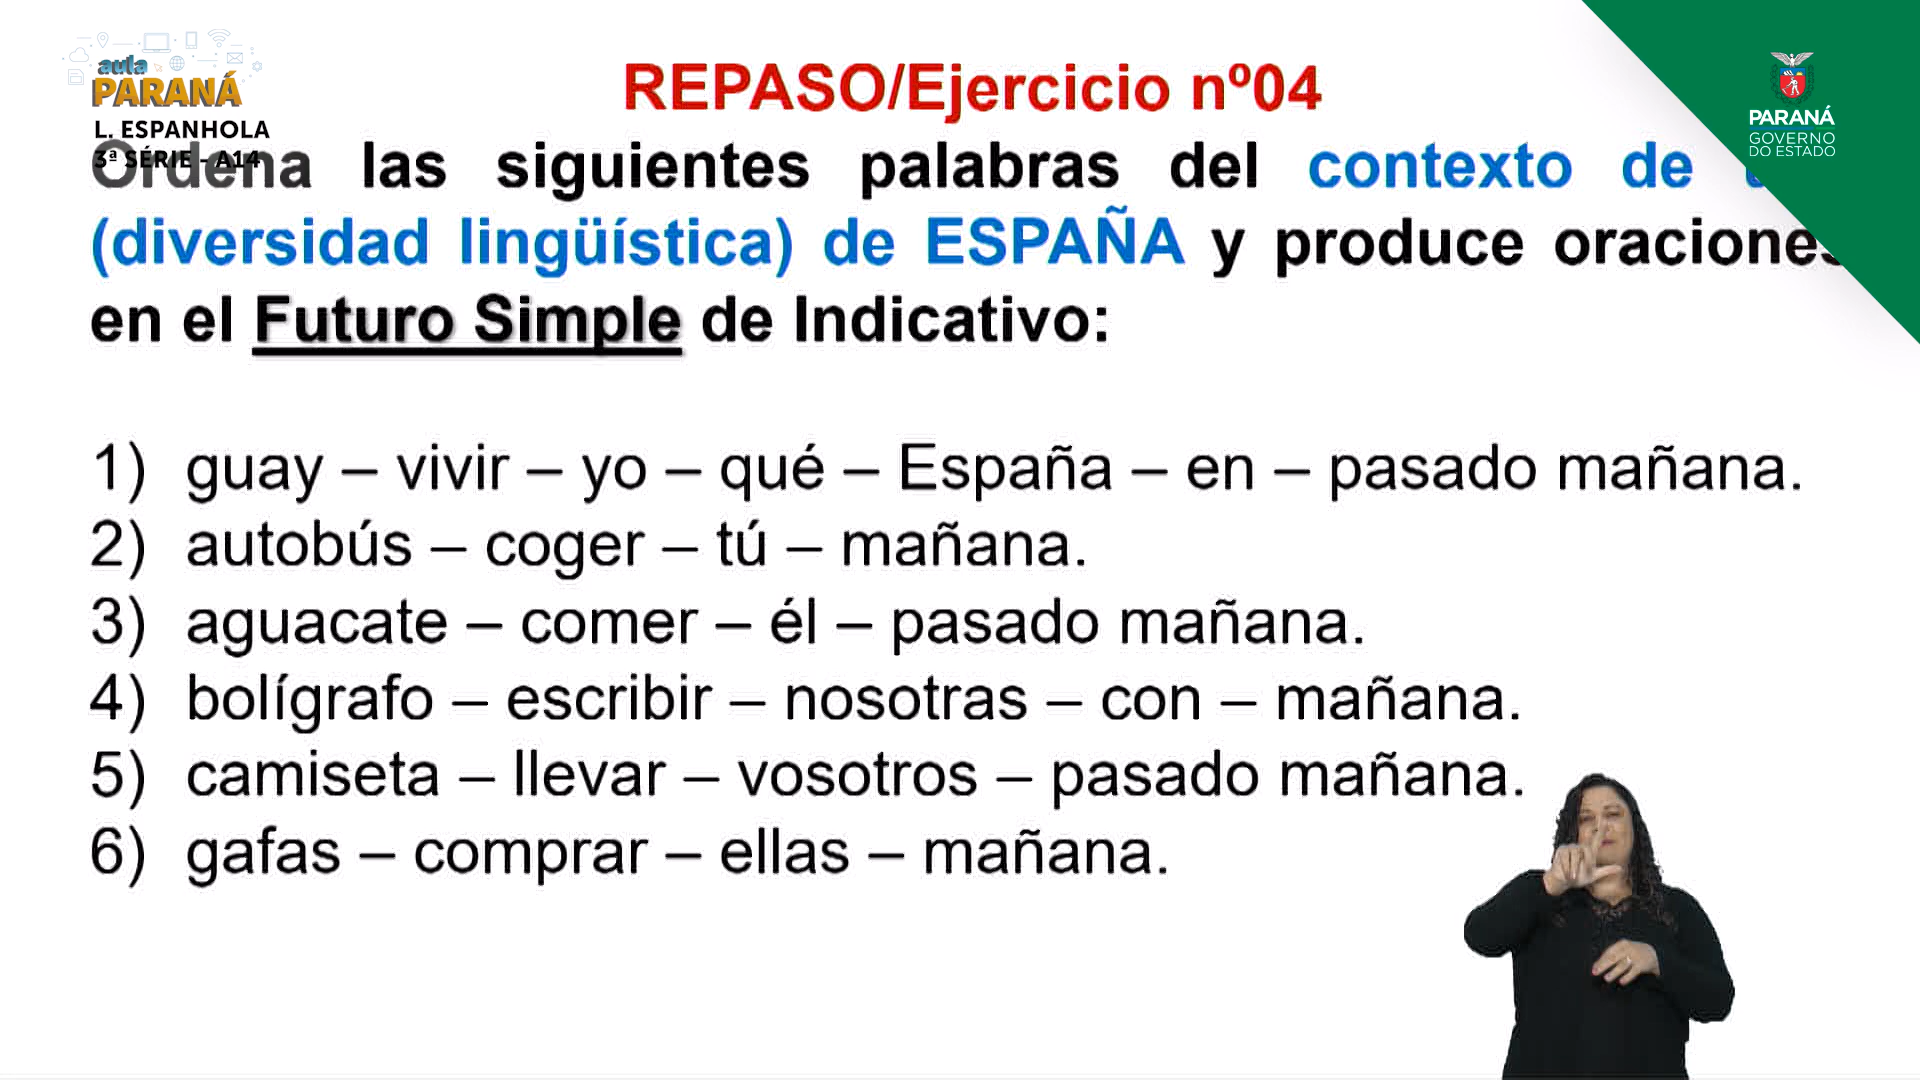 aula
PARANÁ
L. ESPANHOLA
3ª SÉRIE - A14
PARANÁ
GOVERNO
DO ESTADO
REPASO/Ejercicio nº04
Ordena las siguientes palabras del contexto de
(diversidad lingüística) de ESPAÑA y produce oraciones
en el Futuro Simple de Indicativo:
1) guay – vivir – yo – qué – España – en – pasado mañana.
2) autobús – coger – tú – mañana.
3) aguacate – comer – él – pasado mañana.
4) bolígrafo – escribir – nosotras – con – mañana.
5) camiseta – llevar – vosotros – pasado mañana.
6) gafas – comprar – ellas – mañana.